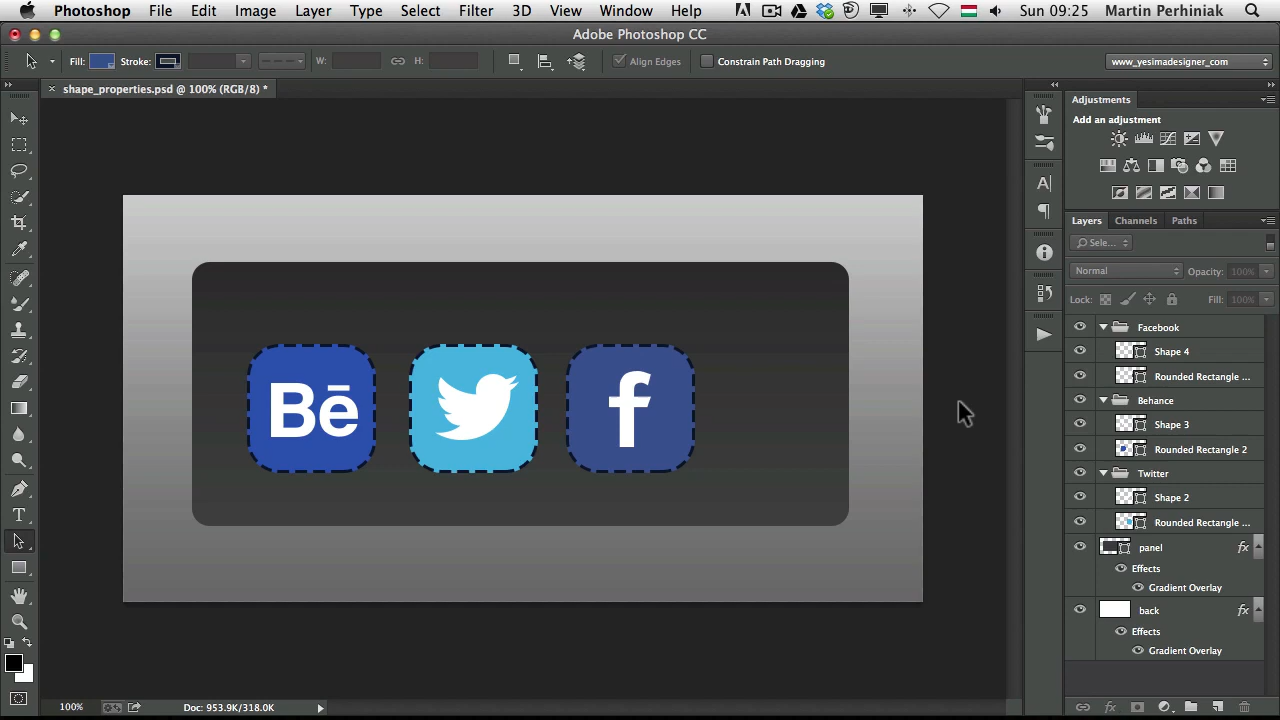 Photoshop File Edit Image Layer Type Select Filter 3D View Window Help Sun 09:25 Martin Perhiniak
Adobe Photoshop CC
Fill: Stroke: W: H: Align Edges Constrain Path Dragging www_yesimadesigner_com
shape_properties.psd @ 100% (RGB/8) *
Adjustments
Add an adjustment
Layers Channels Paths
Sele...
Normal Opacity: 100%
Lock: Fill: 100%
Facebook
Shape 4
Rounded Rectangle ...
Behance
Shape 3
Rounded Rectangle 2
Twitter
Shape 2
Rounded Rectangle ...
panel fx
Effects
Gradient Overlay
back fx
Effects
Gradient Overlay
Bē f
100% Doc: 953.9K/318.0K